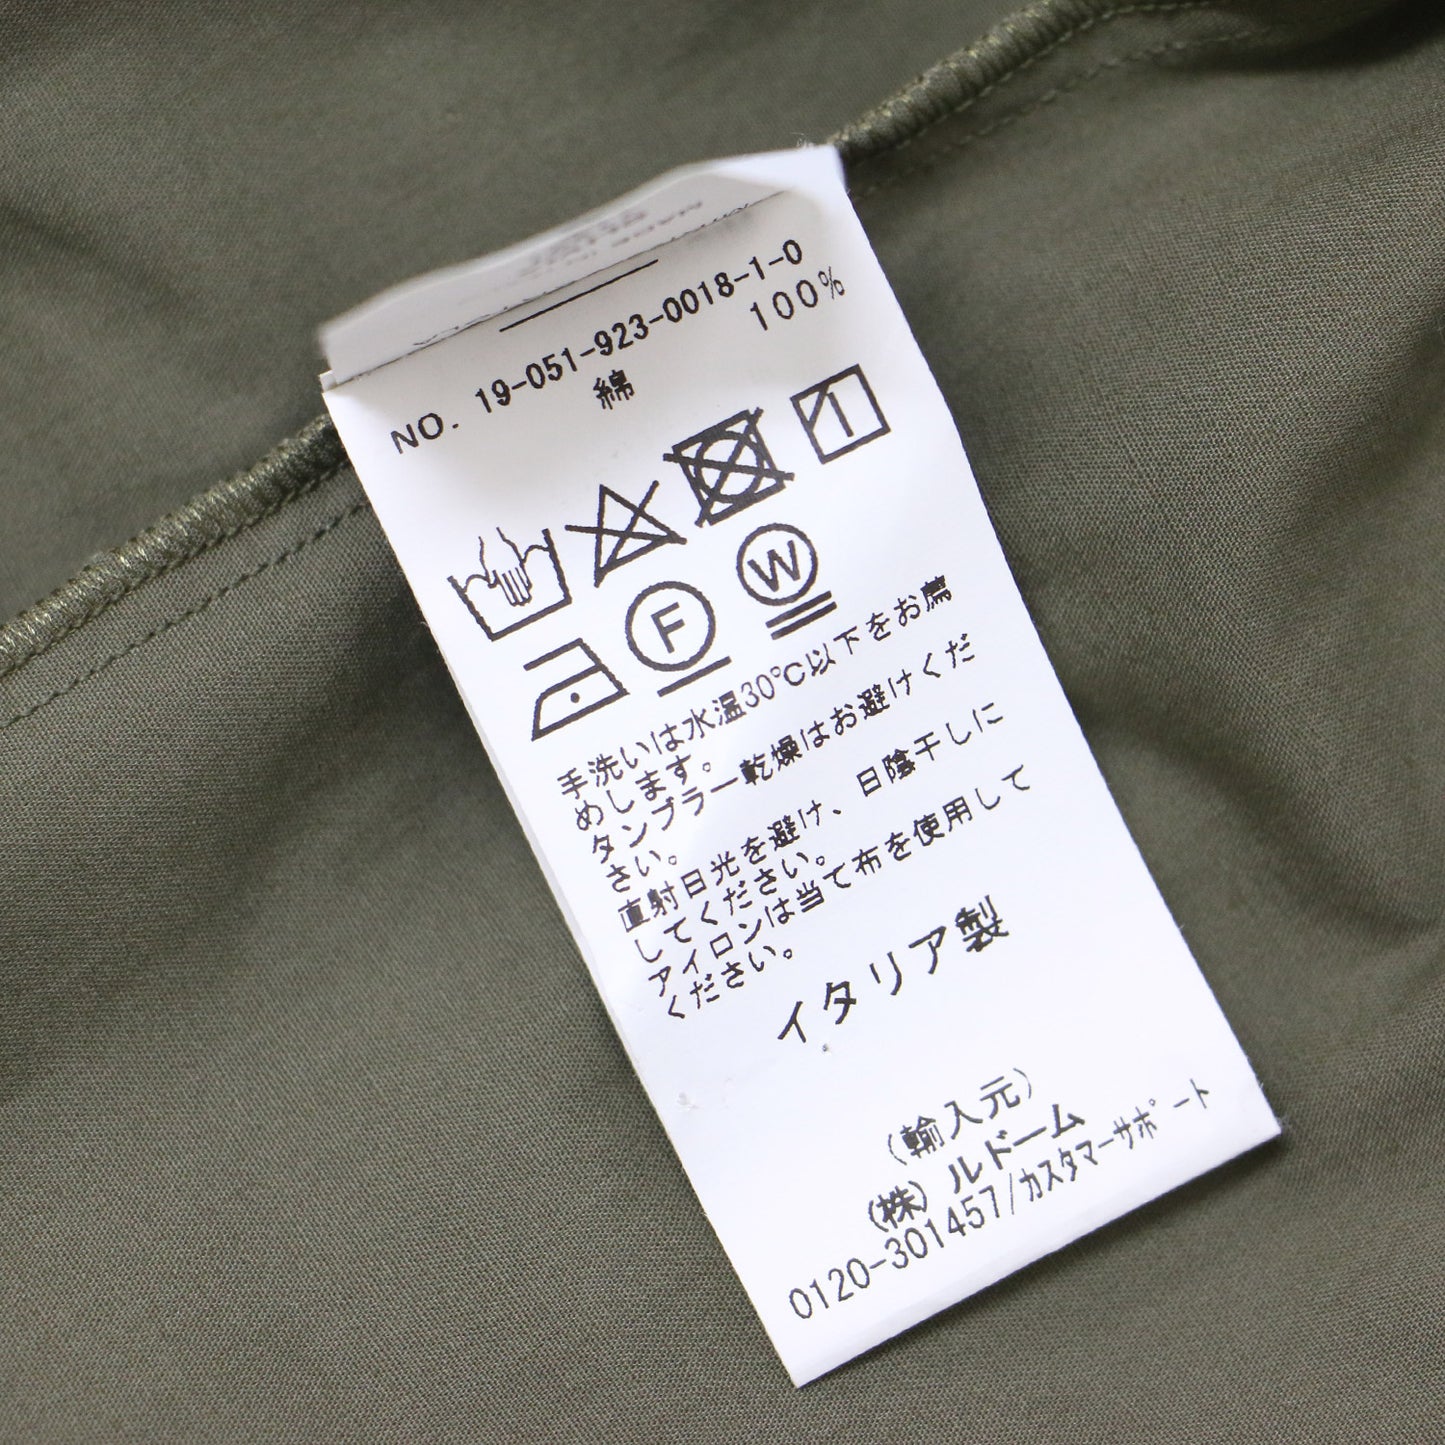 NO. 19-051-923-0018-1-0
綿 100%
F W
手洗いは水温30℃以下をお薦
めします。
タンブラー乾燥はお避けくだ
さい。
直射日光を避け、日陰干しに
してください。
アイロンは当て布を使用して
ください。
イタリア製
(輸入元)
(株) ルドーム
0120-301457/カスタマーサポート